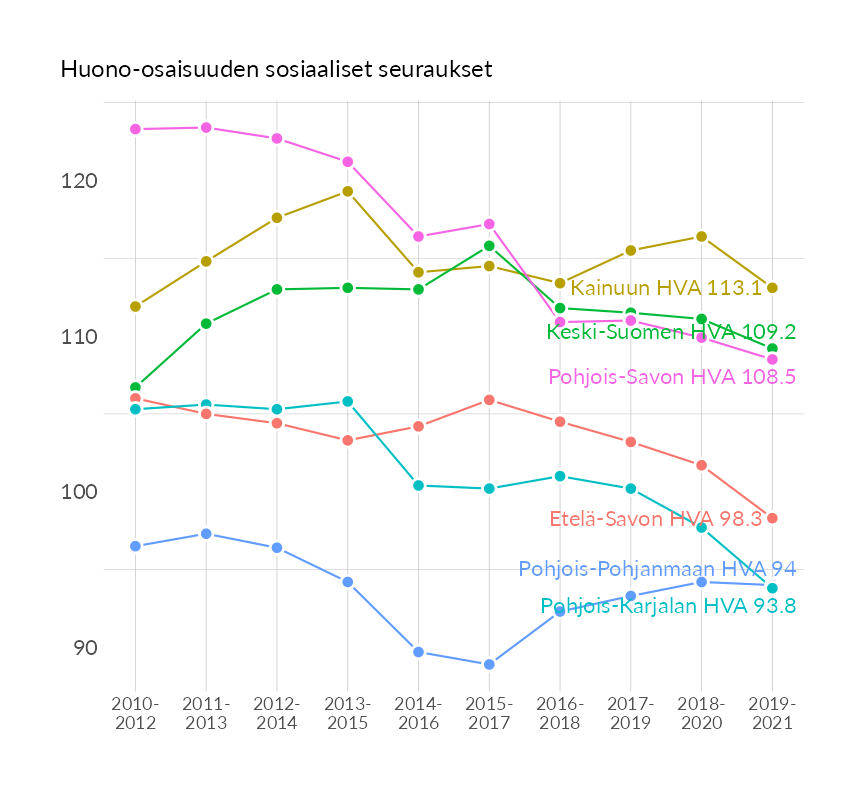 Huono-osaisuuden sosiaaliset seuraukset
120
110
100
90
Kainuun HVA 113.1
Keski-Suomen HVA 109.2
Pohjois-Savon HVA 108.5
Etelä-Savon HVA 98.3
Pohjois-Pohjanmaan HVA 94
Pohjois-Karjalan HVA 93.8
2010- 2011- 2012- 2013- 2014- 2015- 2016- 2017- 2018- 2019-
2012 2013 2014 2015 2016 2017 2018 2019 2020 2021